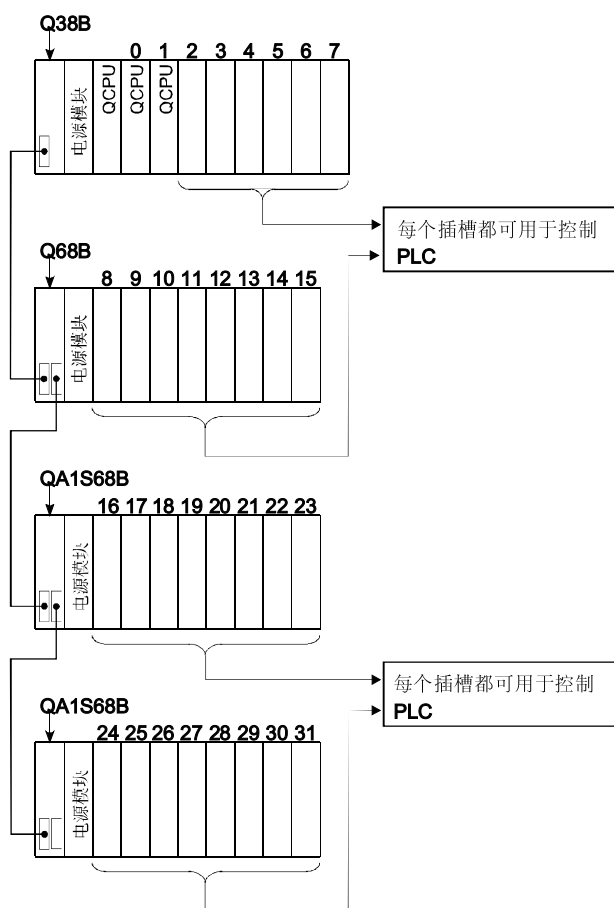 Q38B
0 1 2 3 4 5 6 7
电源模块 QCPU QCPU QCPU
每个插槽都可用于控制
PLC
Q68B
8 9 10 11 12 13 14 15
电源模块
QA1S68B
16 17 18 19 20 21 22 23
电源模块
每个插槽都可用于控制
PLC
QA1S68B
24 25 26 27 28 29 30 31
电源模块